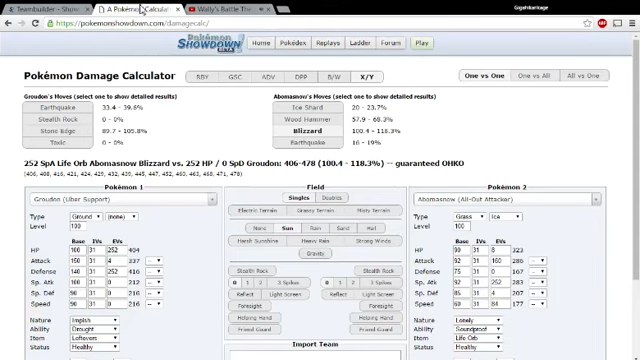 Teambuilder - Show
A Pokémon Calculat
Wally's Battle The
Gigahbankage
https://pokemonshowdown.com/damagecalc/
Pokémon
SHOWDOWN
BETA
Home
Pokédex
Replays
Ladder
Forum
Play
Pokémon Damage Calculator
RBY GSC ADV DPP B/W X/Y
One vs One One vs All All vs One
Groudon's Moves (select one to show detailed results)
Earthquake 33.4 - 39.6%
Stealth Rock 0 - 0%
Stone Edge 89.7 - 105.8%
Toxic 0 - 0%
Abomasnow's Moves (select one to show detailed results)
Ice Shard 20 - 23.7%
Wood Hammer 57.9 - 68.3%
Blizzard 100.4 - 118.3%
Earthquake 16 - 19%
252 SpA Life Orb Abomasnow Blizzard vs. 252 HP / 0 SpD Groudon: 406-478 (100.4 - 118.3%) -- guaranteed OHKO
Pokémon 1
Groudon (Uber Support)
Type Ground (none)
Level 100
Base IVs EVs
HP 100 31 252 404
Attack 150 31 4 337 --
Defense 140 31 252 416 --
Sp. Atk 100 31 0 212 --
Sp. Def 90 31 0 216 --
Speed 90 31 0 216 --
Nature Impish
Ability Drought
Item Leftovers
Status Healthy
Field
Singles Doubles
Electric Terrain Grassy Terrain Misty Terrain
None Sun Rain Sand Hail
Harsh Sunshine Heavy Rain Strong Winds
Gravity
Stealth Rock Stealth Rock
0 1 2 3 Spikes 0 1 2 3 Spikes
Reflect Light Screen Reflect Light Screen
Foresight Foresight
Helping Hand Helping Hand
Friend Guard Friend Guard
Import Team
Pokémon 2
Abomasnow (All-Out Attacker)
Type Grass Ice
Level 100
Base IVs EVs
HP 90 31 8 323
Attack 92 31 160 286 --
Defense 75 31 0 167 --
Sp. Atk 92 31 252 283 --
Sp. Def 85 31 4 207 --
Speed 60 31 84 177 --
Nature Lonely
Ability Soundproof
Item Life Orb
Status Healthy